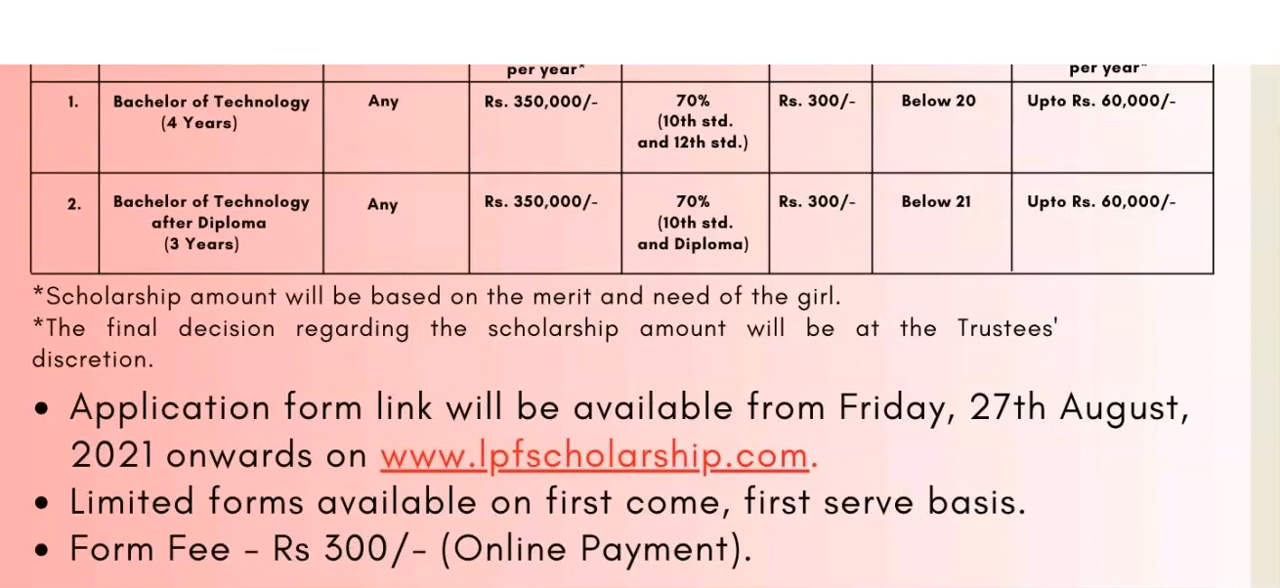 per year*
per year*
1. Bachelor of Technology Any Rs. 350,000/- 70% Rs. 300/- Below 20 Upto Rs. 60,000/-
(4 Years) (10th std.
and 12th std.)
2. Bachelor of Technology Any Rs. 350,000/- 70% Rs. 300/- Below 21 Upto Rs. 60,000/-
after Diploma (10th std.
(3 Years) and Diploma)
*Scholarship amount will be based on the merit and need of the girl.
*The final decision regarding the scholarship amount will be at the Trustees'
discretion.
• Application form link will be available from Friday, 27th August,
2021 onwards on www.lpfscholarship.com.
• Limited forms available on first come, first serve basis.
• Form Fee - Rs 300/- (Online Payment).